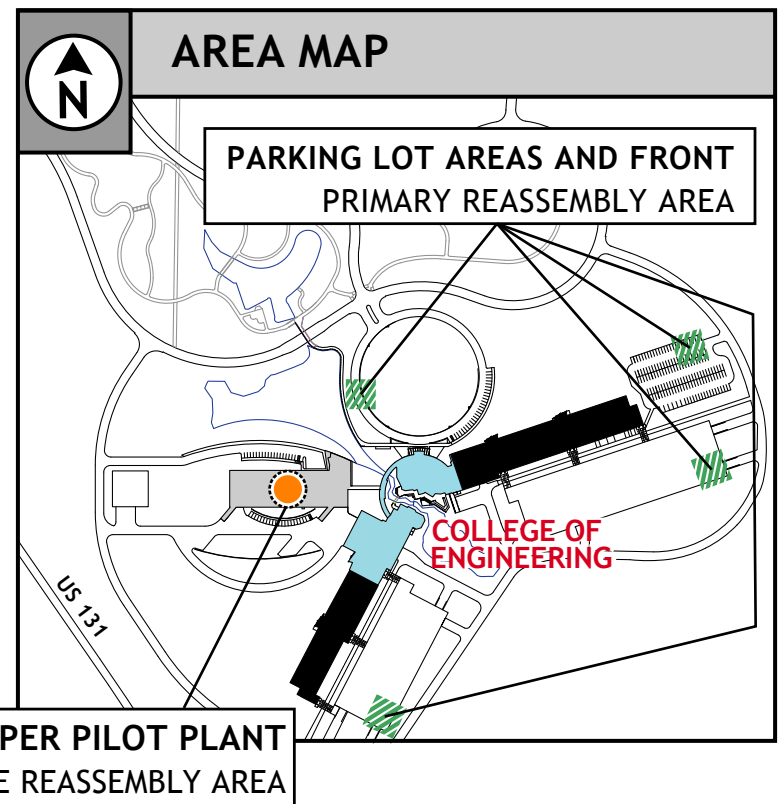 AREA MAP
N
PARKING LOT AREAS AND FRONT
PRIMARY REASSEMBLY AREA
COLLEGE OF
ENGINEERING
US 131
PILOT PLANT
REASSEMBLY AREA